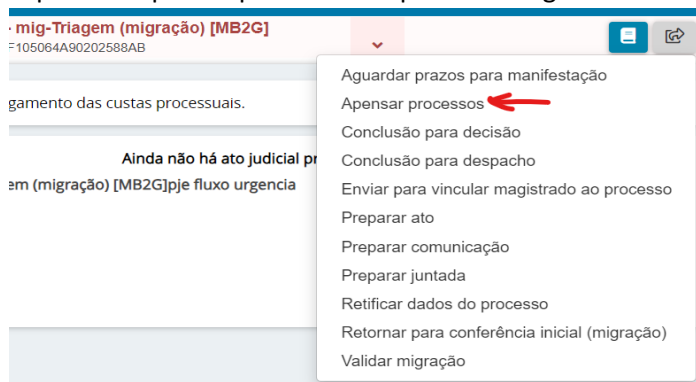 - mig-Triagem (migração) [MB2G]
F105064A90202588AB
gamento das custas processuais.
Ainda não há ato judicial pr
em (migração) [MB2G]pje fluxo urgencia
Aguardar prazos para manifestação
Apensar processos
Conclusão para decisão
Conclusão para despacho
Enviar para vincular magistrado ao processo
Preparar ato
Preparar comunicação
Preparar juntada
Retificar dados do processo
Retornar para conferência inicial (migração)
Validar migração